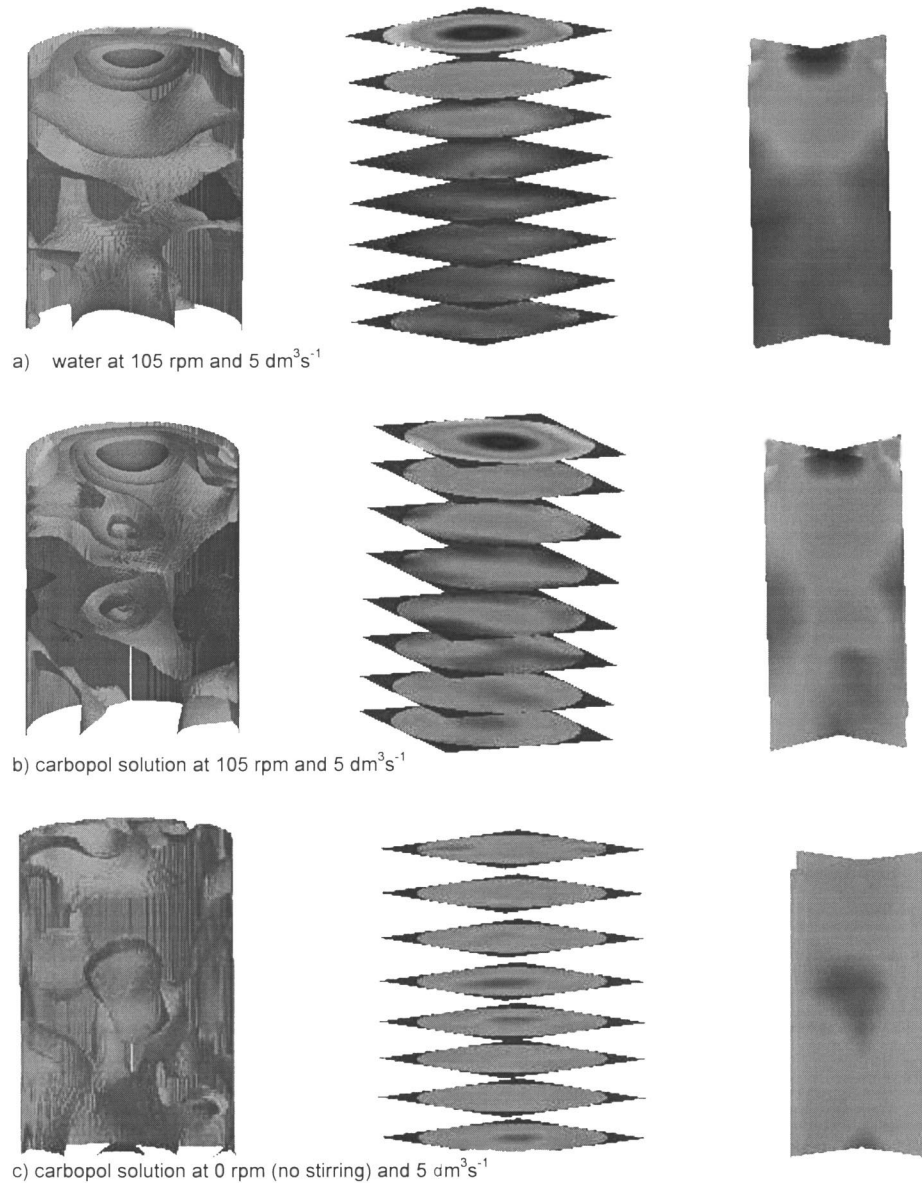 a) water at 105 rpm and 5 dm³s⁻¹
b) carbopol solution at 105 rpm and 5 dm³s⁻¹
c) carbopol solution at 0 rpm (no stirring) and 5 dm³s⁻¹